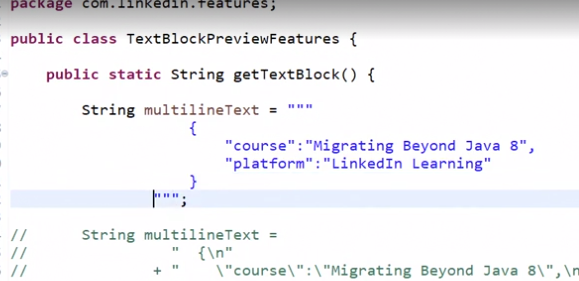 package com.linkedin.features;
public class TextBlockPreviewFeatures {
public static String getTextBlock() {
String multilineText = """
{
"course":"Migrating Beyond Java 8",
"platform":"LinkedIn Learning"
}
""";
// String multilineText =
// " {\n"
// + " \"course\":\"Migrating Beyond Java 8\",\n